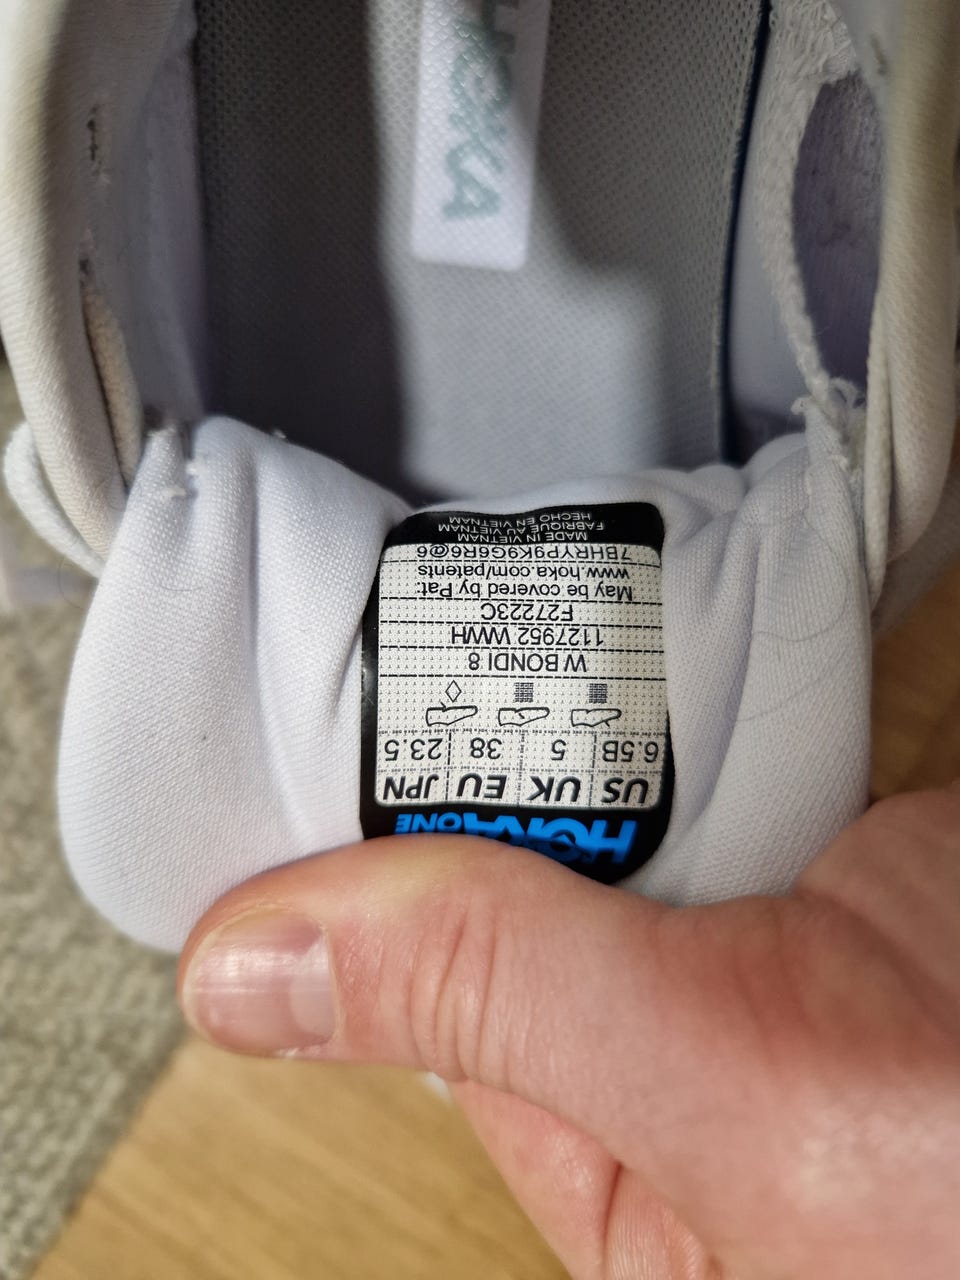 HOKA
HOKA ONE
US UK EU JPN
6.5B 5 38 23.5
W BONDI 8
1127952 WWH
F27223C
May be covered by Pat:
www.hoka.com/patents
7BHRYP9K9G6R6@6
MADE IN VIETNAM
FABRIQUE AU VIETNAM
HECHO EN VIETNAM